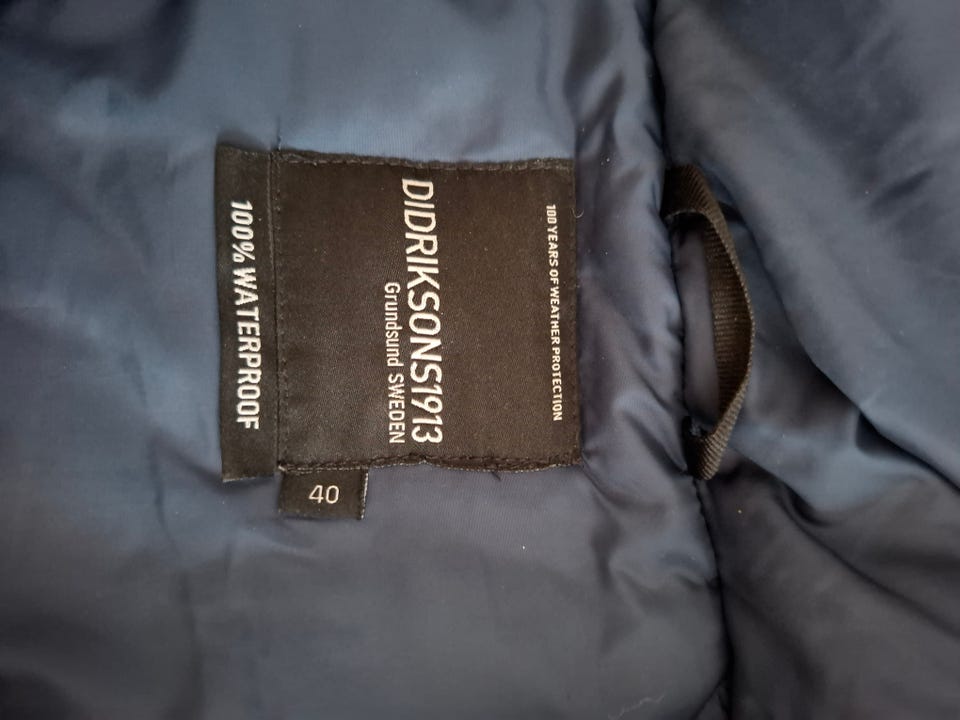 100 YEARS OF WEATHER PROTECTION
DIDRIKSONS1913
Grundsund SWEDEN
100% WATERPROOF
40